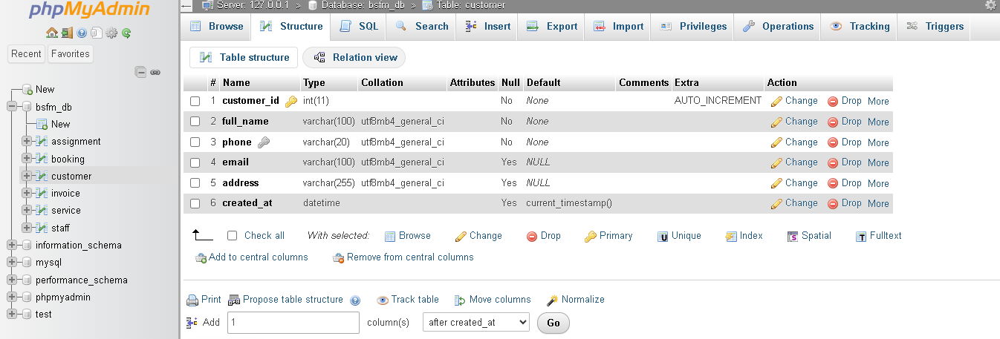 phpMyAdmin
Server: 127.0.0.1 » Database: bsfm_db » Table: customer
Browse Structure SQL Search Insert Export Import Privileges Operations Tracking Triggers
Recent Favorites
New
bsfm_db
New
assignment
booking
customer
invoice
service
staff
information_schema
mysql
performance_schema
phpmyadmin
test
Table structure Relation view
# Name Type Collation Attributes Null Default Comments Extra Action
1 customer_id int(11) No None AUTO_INCREMENT Change Drop More
2 full_name varchar(100) utf8mb4_general_ci No None Change Drop More
3 phone varchar(20) utf8mb4_general_ci No None Change Drop More
4 email varchar(100) utf8mb4_general_ci Yes NULL Change Drop More
5 address varchar(255) utf8mb4_general_ci Yes NULL Change Drop More
6 created_at datetime Yes current_timestamp() Change Drop More
Check all With selected: Browse Change Drop Primary Unique Index Spatial Fulltext
Add to central columns Remove from central columns
Print Propose table structure Track table Move columns Normalize
Add 1 column(s) after created_at Go